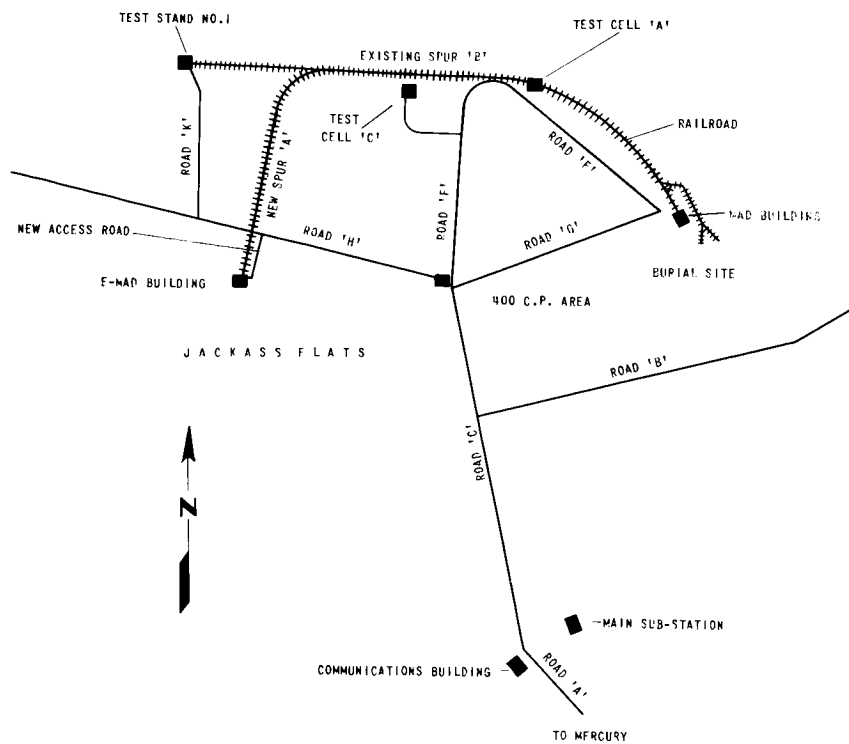 TEST STAND NO.1
TEST CELL 'A'
EXISTING SPUR 'B'
TEST
CELL 'C'
RAILROAD
ROAD 'K'
NEW SPUR 'A'
ROAD 'F'
ROAD 'F'
MAD BUILDING
NEW ACCESS ROAD
ROAD 'H'
ROAD 'G'
BURIAL SITE
E-MAD BUILDING
400 C.P. AREA
JACKASS FLATS
ROAD 'B'
ROAD 'C'
N
MAIN SUB-STATION
COMMUNICATIONS BUILDING
ROAD 'A'
TO MERCURY